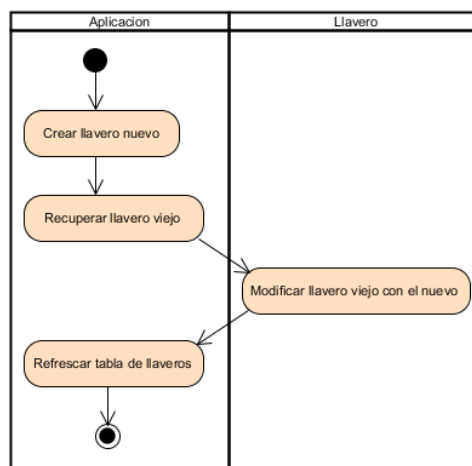 Aplicacion
Llavero
Crear llavero nuevo
Recuperar llavero viejo
Modificar llavero viejo con el nuevo
Refrescar tabla de llaveros